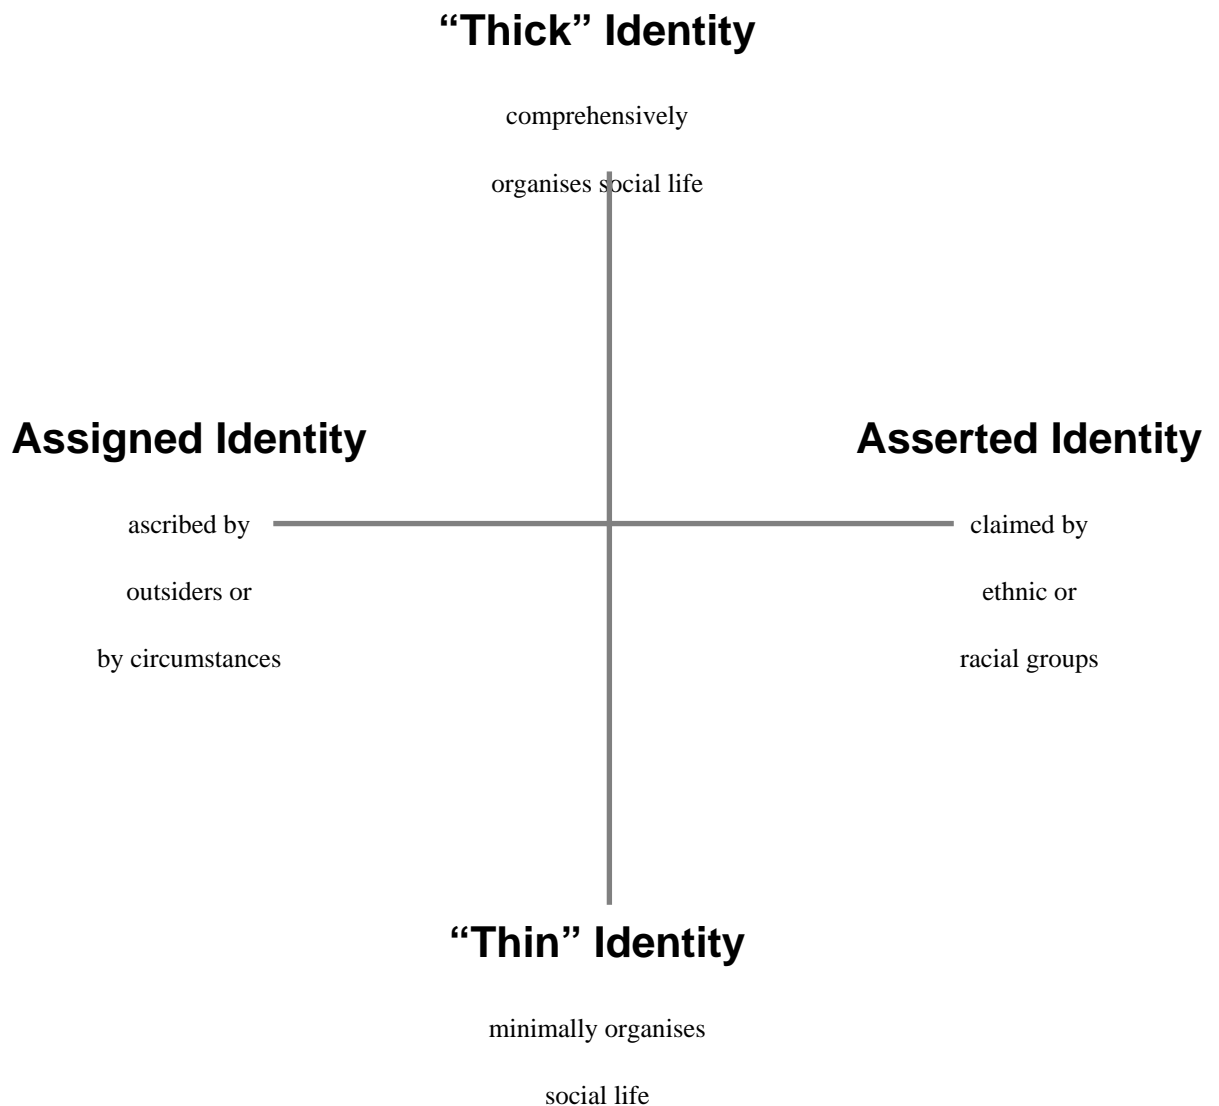 “Thick” Identity
comprehensively
organises social life
Assigned Identity
ascribed by
outsiders or
by circumstances
Asserted Identity
claimed by
ethnic or
racial groups
“Thin” Identity
minimally organises
social life